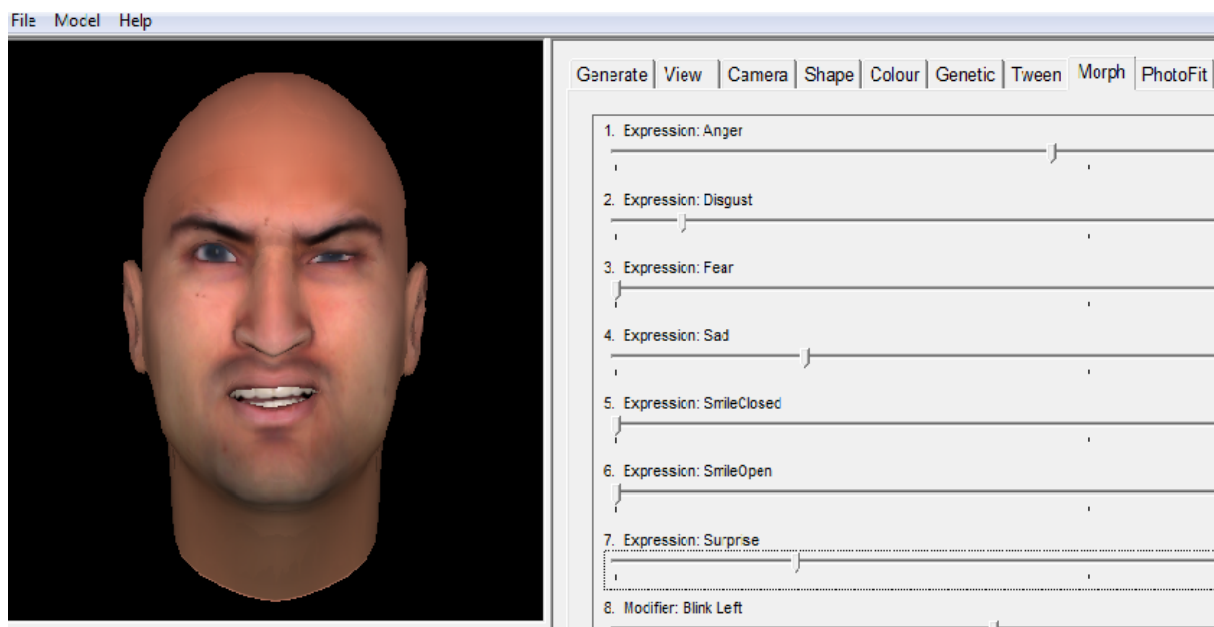 File Model Help
Generate View Camera Shape Colour Genetic Tween Morph PhotoFit
1. Expression: Anger
2. Expression: Disgust
3. Expression: Fear
4. Expression: Sad
5. Expression: SmileClosed
6. Expression: SmileOpen
7. Expression: Surprise
8. Modifier: Blink Left